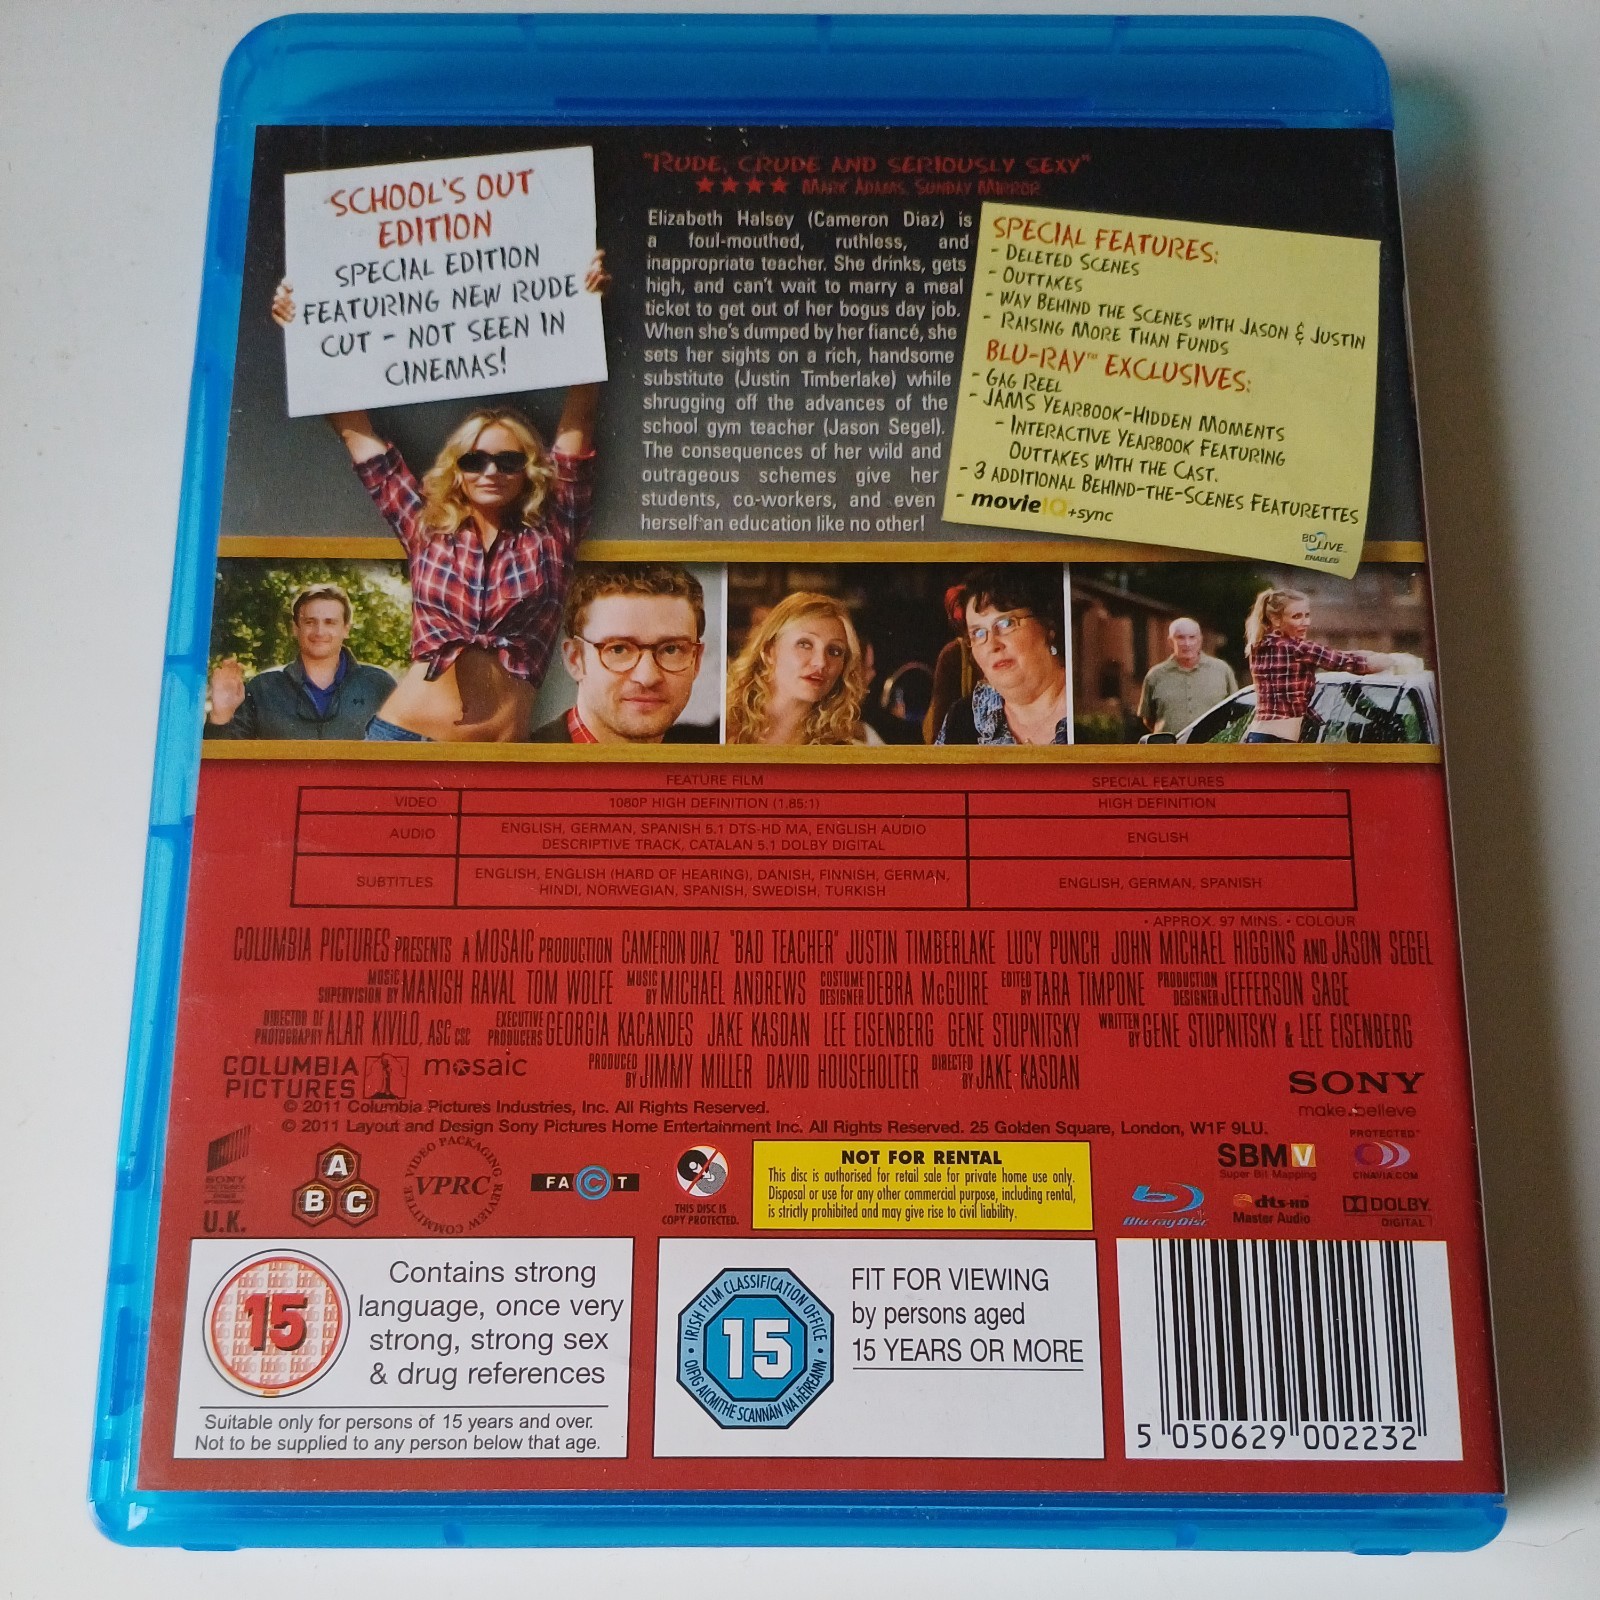 SCHOOL'S OUT
EDITION
SPECIAL EDITION
FEATURING NEW RUDE
CUT - NOT SEEN IN
CINEMAS!
"RUDE, CRUDE AND SERIOUSLY SEXY"
★★★★ MARK ADAMS, SUNDAY MIRROR
Elizabeth Halsey (Cameron Diaz) is
a foul-mouthed, ruthless, and
inappropriate teacher. She drinks, gets
high, and can't wait to marry a meal
ticket to get out of her bogus day job.
When she's dumped by her fiancé, she
sets her sights on a rich, handsome
substitute (Justin Timberlake) while
shrugging off the advances of the
school gym teacher (Jason Segel).
The consequences of her wild and
outrageous schemes give her
students, co-workers, and even
herself an education like no other!
SPECIAL FEATURES:
- DELETED SCENES
- OUTTAKES
- WAY BEHIND THE SCENES WITH JASON & JUSTIN
- RAISING MORE THAN FUNDS
BLU-RAY™ EXCLUSIVES:
- GAG REEL
- JAMS YEARBOOK-HIDDEN MOMENTS
- INTERACTIVE YEARBOOK FEATURING
OUTTAKES WITH THE CAST.
- 3 ADDITIONAL BEHIND-THE-SCENES FEATURETTES
- movieIQ+sync
BD LIVE™
ENABLED
FEATURE FILM SPECIAL FEATURES
VIDEO 1080P HIGH DEFINITION (1.85:1) HIGH DEFINITION
AUDIO ENGLISH, GERMAN, SPANISH 5.1 DTS-HD MA, ENGLISH AUDIO
DESCRIPTIVE TRACK, CATALAN 5.1 DOLBY DIGITAL ENGLISH
SUBTITLES ENGLISH, ENGLISH (HARD OF HEARING), DANISH, FINNISH, GERMAN,
HINDI, NORWEGIAN, SPANISH, SWEDISH, TURKISH ENGLISH, GERMAN, SPANISH
• APPROX. 97 MINS. • COLOUR
COLUMBIA PICTURES PRESENTS A MOSAIC PRODUCTION CAMERON DIAZ "BAD TEACHER" JUSTIN TIMBERLAKE LUCY PUNCH JOHN MICHAEL HIGGINS AND JASON SEGEL
MUSIC SUPERVISION BY MANISH RAVAL TOM WOLFE MUSIC BY MICHAEL ANDREWS COSTUME DESIGNER DEBRA McGUIRE EDITED BY TARA TIMPONE PRODUCTION DESIGNER JEFFERSON SAGE
DIRECTOR OF PHOTOGRAPHY ALAR KIVILO, ASC CSC EXECUTIVE PRODUCERS GEORGIA KACANDES JAKE KASDAN LEE EISENBERG GENE STUPNITSKY WRITTEN BY GENE STUPNITSKY & LEE EISENBERG
PRODUCED BY JIMMY MILLER DAVID HOUSEHOLTER DIRECTED BY JAKE KASDAN
COLUMBIA
PICTURES
mosaic
SONY
make.believe
© 2011 Columbia Pictures Industries, Inc. All Rights Reserved.
© 2011 Layout and Design Sony Pictures Home Entertainment Inc. All Rights Reserved. 25 Golden Square, London, W1F 9LU.
SONY
PICTURES
HOME
ENTERTAINMENT
U.K.
A
B C
VIDEO PACKAGING REVIEW COMMITTEE
VPRC
FACT
THIS DISC IS
COPY PROTECTED.
NOT FOR RENTAL
This disc is authorised for retail sale for private home use only.
Disposal or use for any other commercial purpose, including rental,
is strictly prohibited and may give rise to civil liability.
SBMV
Super Bit Mapping
PROTECTED*
CINAVIA.COM
Blu-ray Disc
dts-HD
Master Audio
DOLBY
DIGITAL
15
Contains strong
language, once very
strong, strong sex
& drug references
Suitable only for persons of 15 years and over.
Not to be supplied to any person below that age.
IRISH FILM CLASSIFICATION OFFICE
15
OIFIG AICMITHE SCANNÁN NA hÉIREANN
FIT FOR VIEWING
by persons aged
15 YEARS OR MORE
5 050629 002232